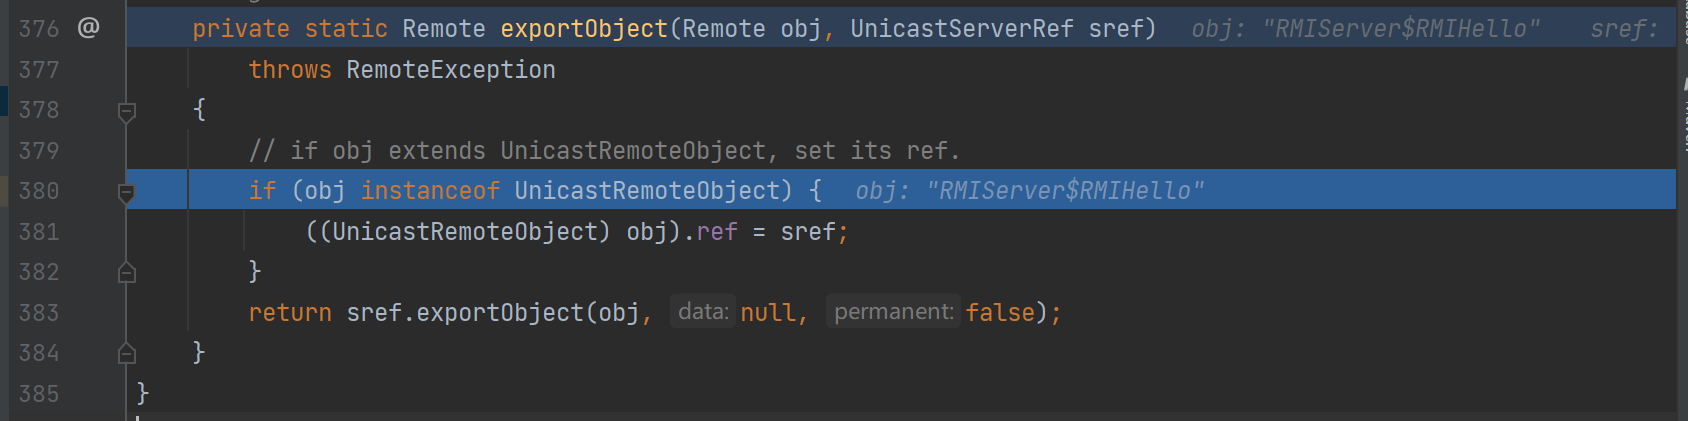 376 @ private static Remote exportObject(Remote obj, UnicastServerRef sref) obj: "RMIServer$RMIHello" sref:
377 throws RemoteException
378 {
379 // if obj extends UnicastRemoteObject, set its ref.
380 if (obj instanceof UnicastRemoteObject) { obj: "RMIServer$RMIHello"
381 ((UnicastRemoteObject) obj).ref = sref;
382 }
383 return sref.exportObject(obj, data: null, permanent: false);
384 }
385 }